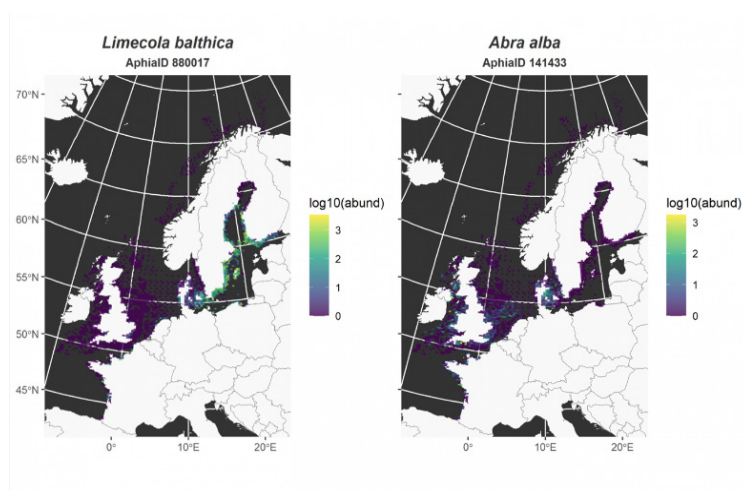 Limecola balthica
AphiaID 880017
70°N
65°N
60°N
55°N
50°N
45°N
0°
10°E
20°E
log10(abund)
3
2
1
0
Abra alba
AphiaID 141433
0°
10°E
20°E
log10(abund)
3
2
1
0